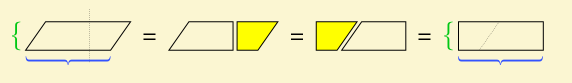 { = = = {